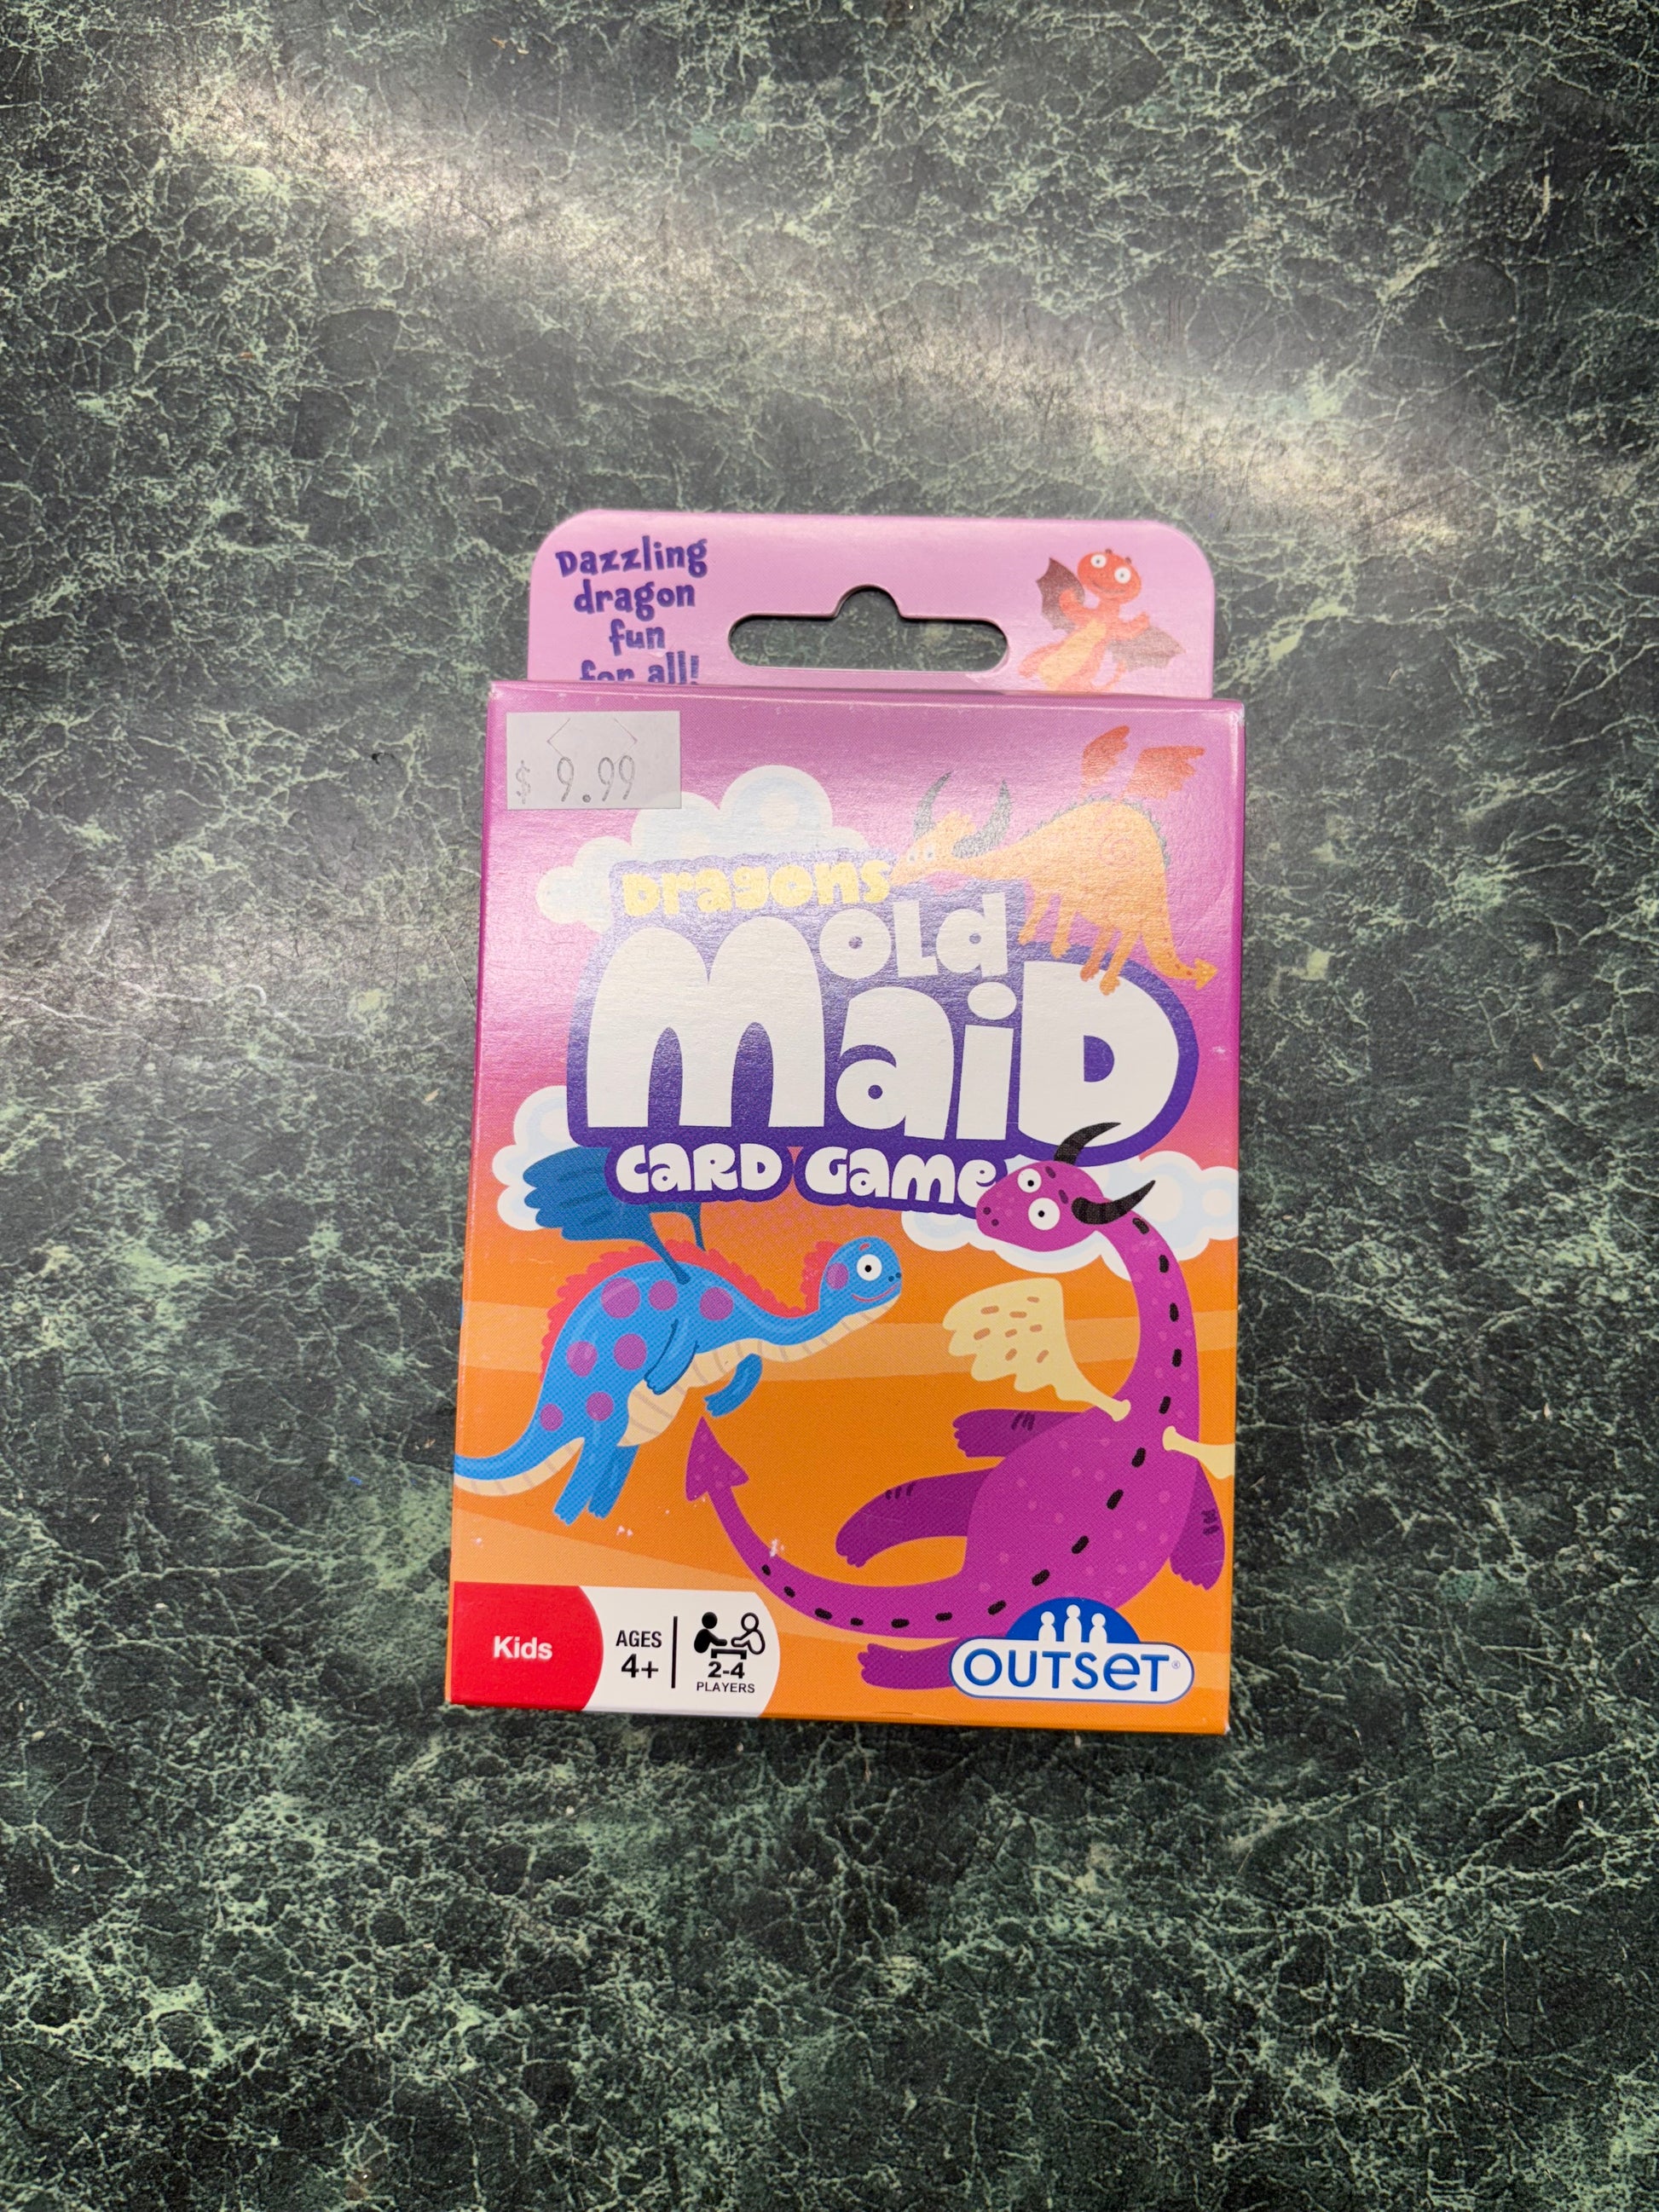 Dazzling
dragon
fun
for all!
$ 9.99
Dragons
Old
Maid
Card Game
Kids
AGES
4+
2-4
PLAYERS
OUTSET